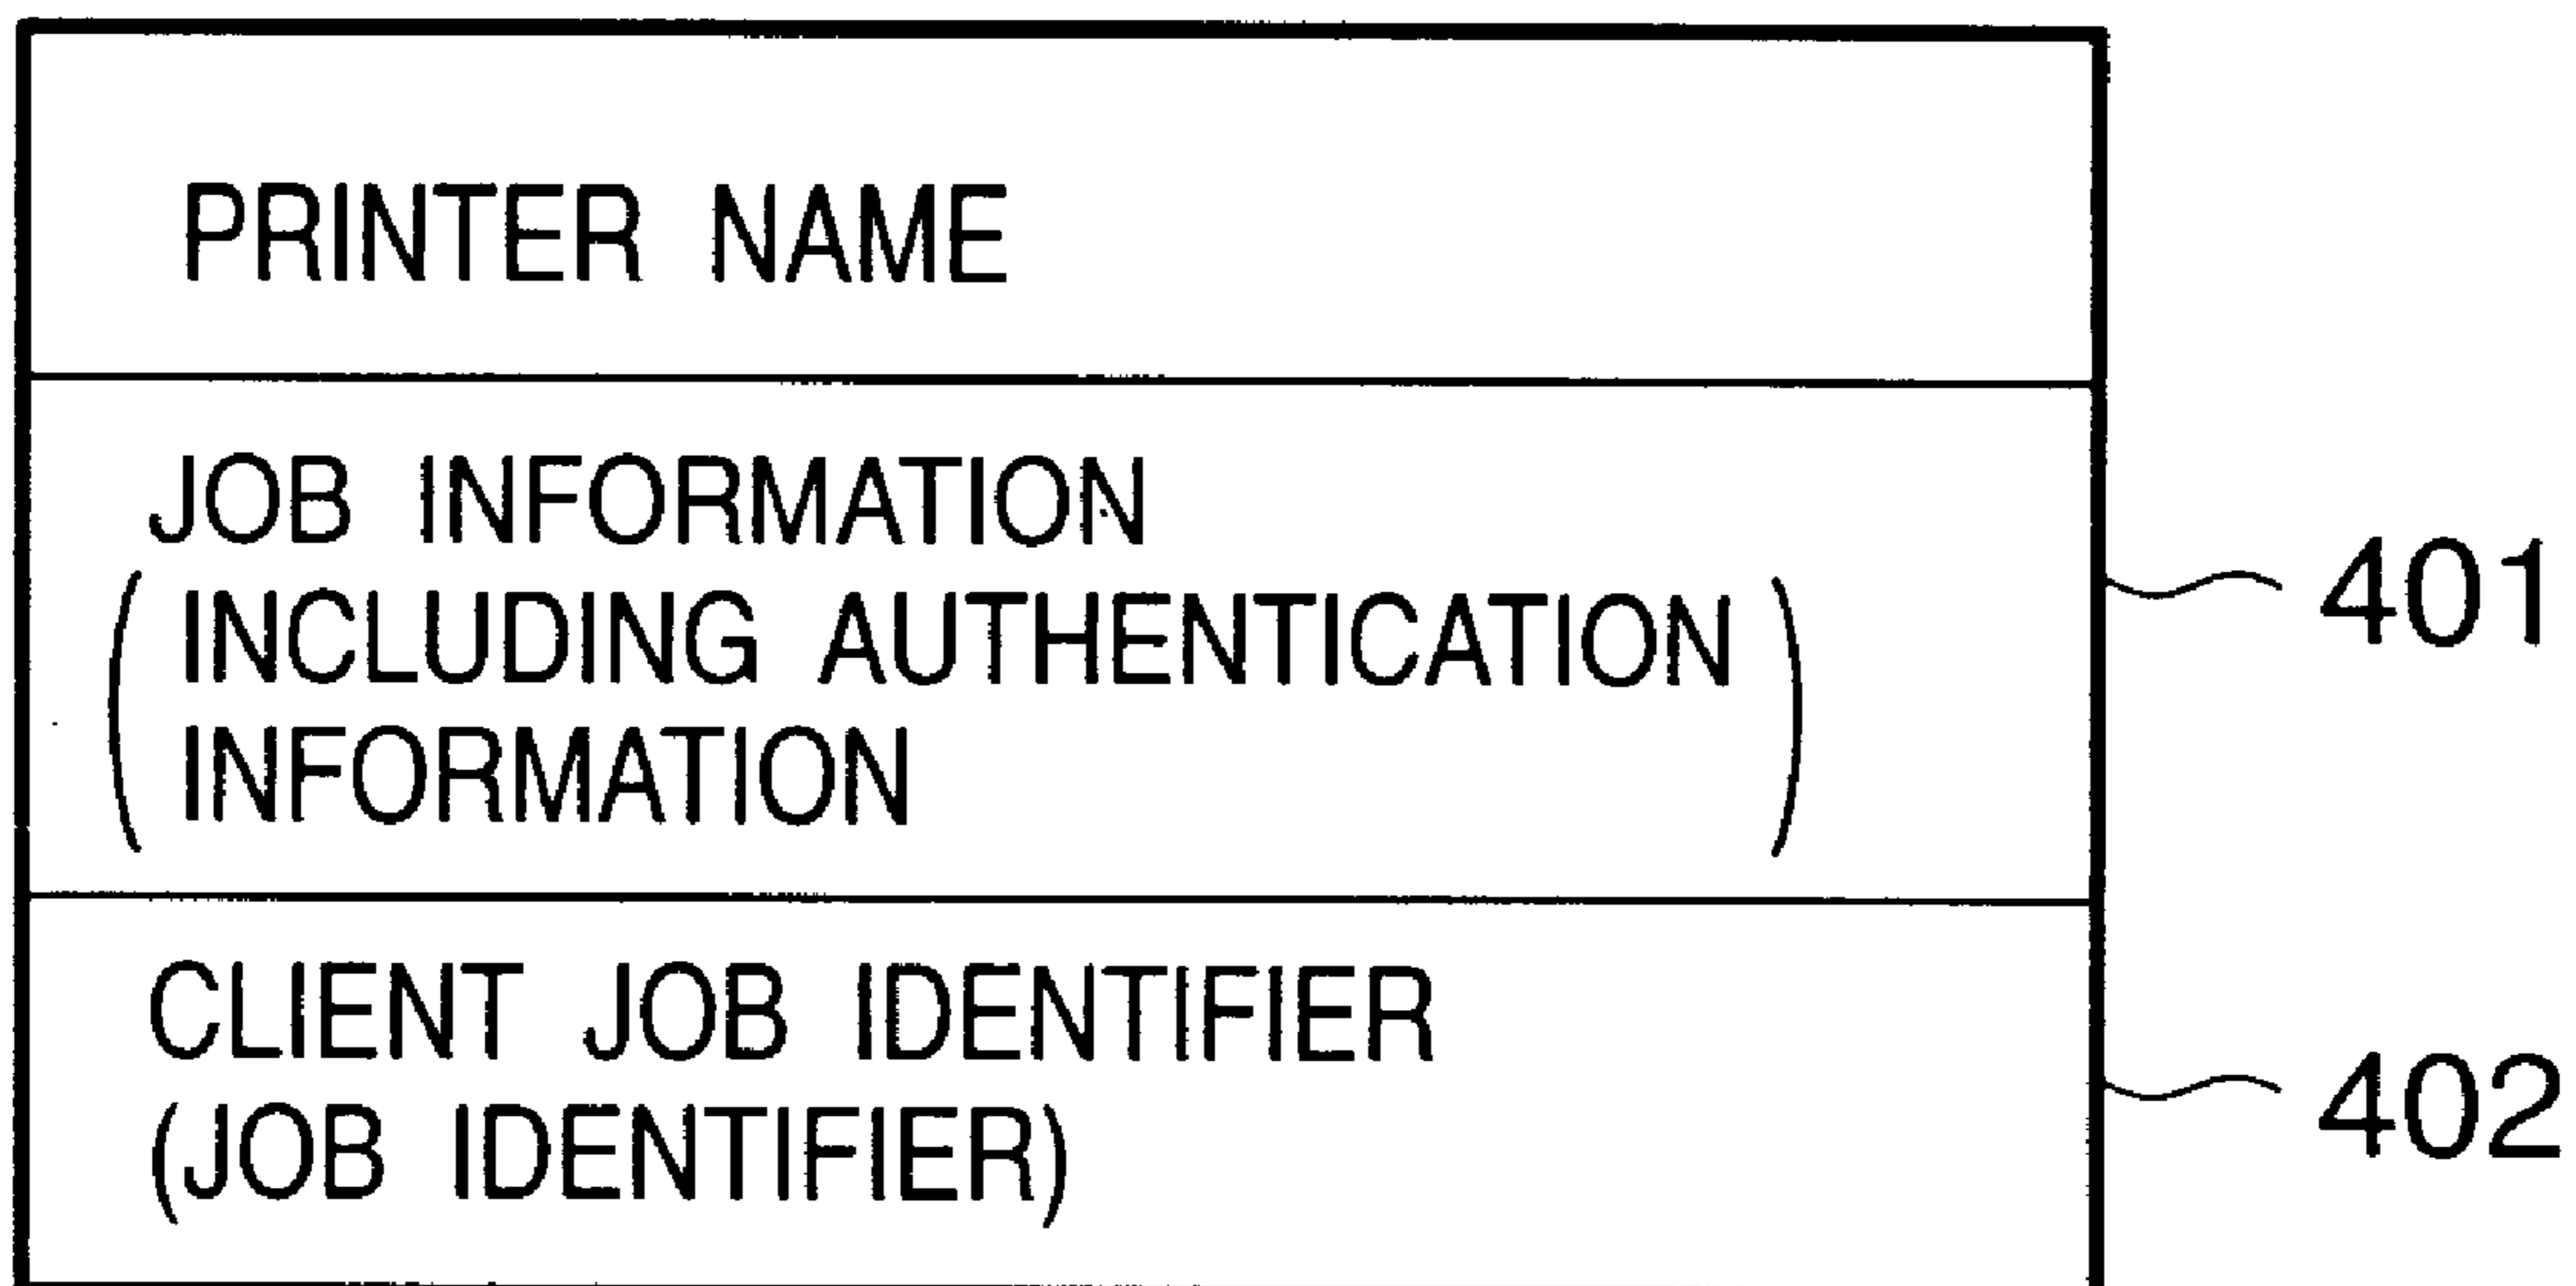 PRINTER NAME
JOB INFORMATION
(INCLUDING AUTHENTICATION
INFORMATION)
401
CLIENT JOB IDENTIFIER
(JOB IDENTIFIER)
402